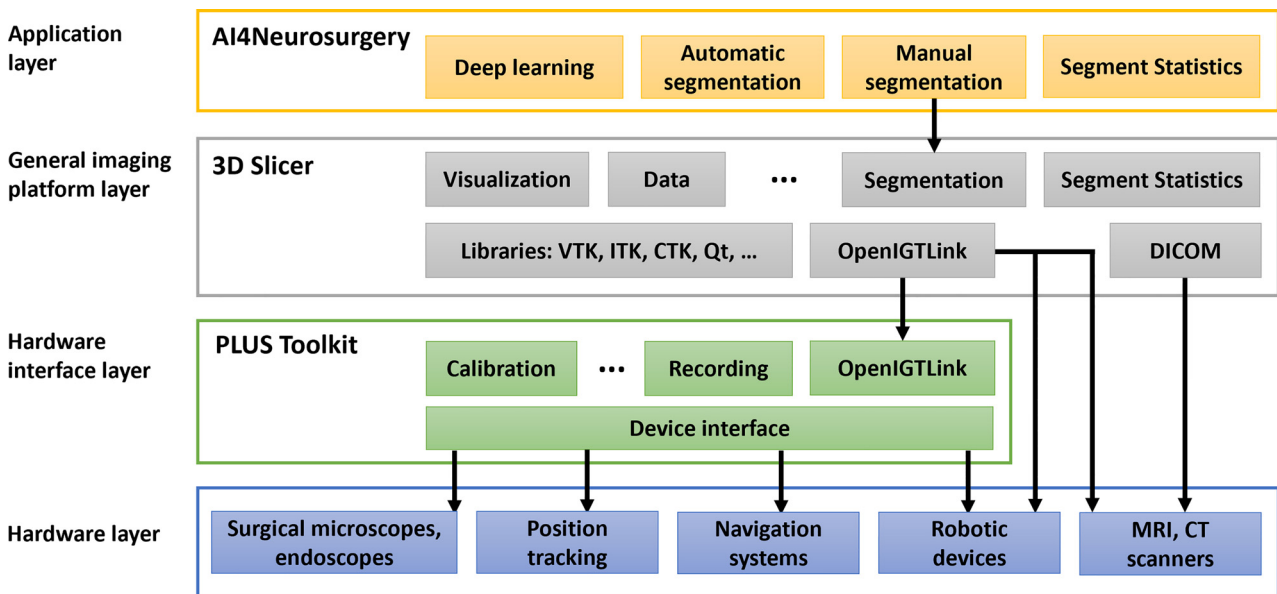 Application
layer
AI4Neurosurgery
Deep learning
Automatic
segmentation
Manual
segmentation
Segment Statistics
General imaging
platform layer
3D Slicer
Visualization
Data
...
Segmentation
Segment Statistics
Libraries: VTK, ITK, CTK, Qt, ...
OpenIGTLink
DICOM
Hardware
interface layer
PLUS Toolkit
Calibration
...
Recording
OpenIGTLink
Device interface
Hardware layer
Surgical microscopes,
endoscopes
Position
tracking
Navigation
systems
Robotic
devices
MRI, CT
scanners